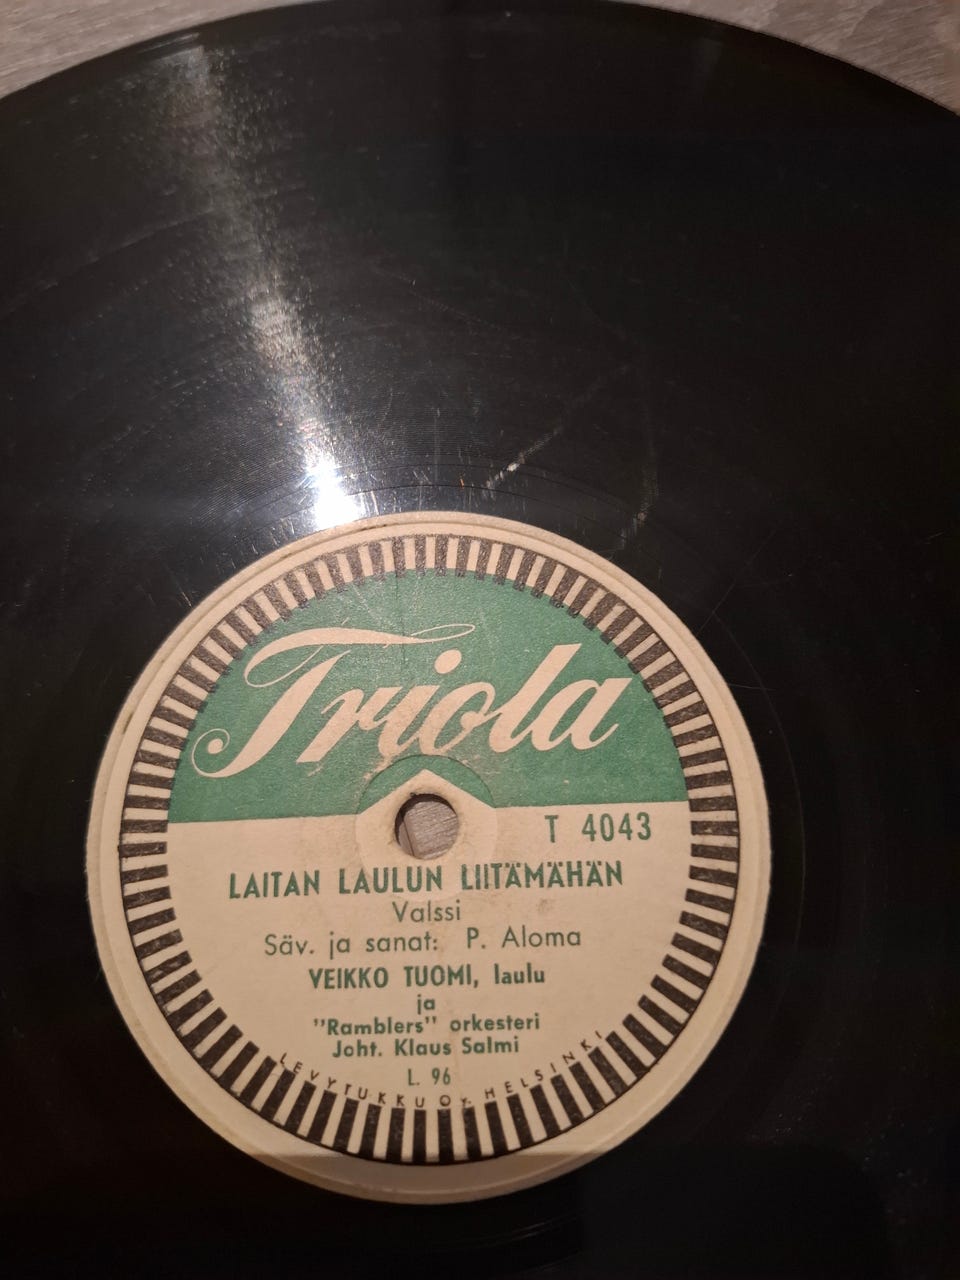 Triola
T 4043
LAITAN LAULUN LIITÄMÄHÄN
Valssi
Säv. ja sanat: P. Aloma
VEIKKO TUOMI, laulu
ja
"Ramblers" orkesteri
Joht. Klaus Salmi
L. 96
LEVYTUKKU OY. HELSINKI